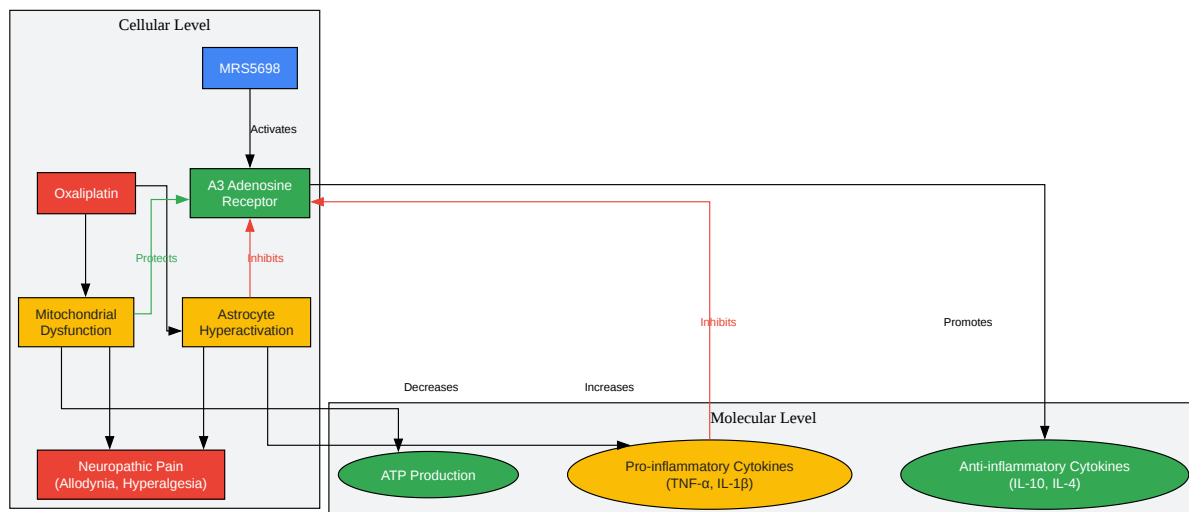 Cellular Level
MRS5698
Activates
Oxaliplatin
A3 Adenosine
Receptor
Protects
Inhibits
Mitochondrial
Dysfunction
Astrocyte
Hyperactivation
Inhibits
Promotes
Decreases
Increases
Molecular Level
Neuropathic Pain
(Allodynia, Hyperalgesia)
ATP Production
Pro-inflammatory Cytokines
(TNF-α, IL-1β)
Anti-inflammatory Cytokines
(IL-10, IL-4)